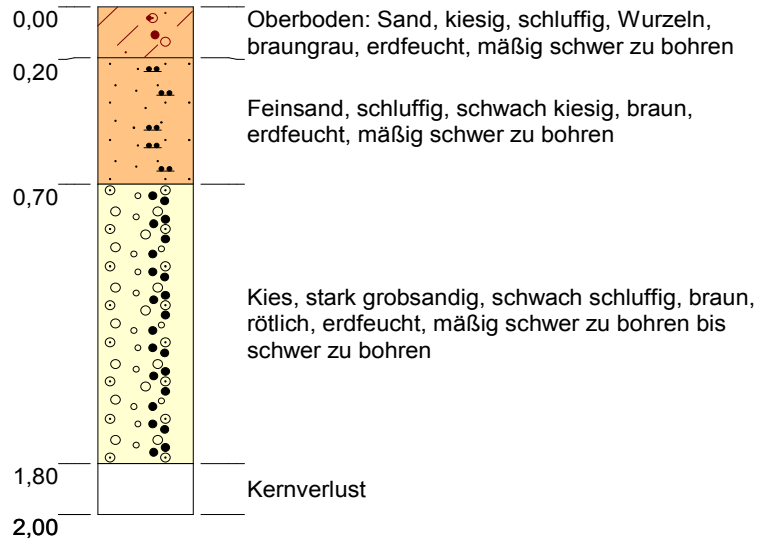 0,00
Oberboden: Sand, kiesig, schluffig, Wurzeln,
braungrau, erdfeucht, mäßig schwer zu bohren
0,20
Feinsand, schluffig, schwach kiesig, braun,
erdfeucht, mäßig schwer zu bohren
0,70
Kies, stark grobsandig, schwach schluffig, braun,
rötlich, erdfeucht, mäßig schwer zu bohren bis
schwer zu bohren
1,80
Kernverlust
2,00